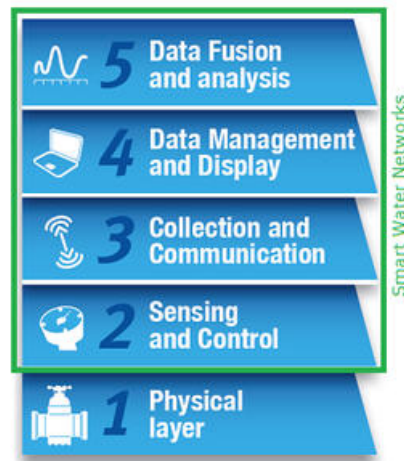 5 Data Fusion
and analysis
4 Data Management
and Display
3 Collection and
Communication
2 Sensing
and Control
1 Physical
layer
Smart Water Networks